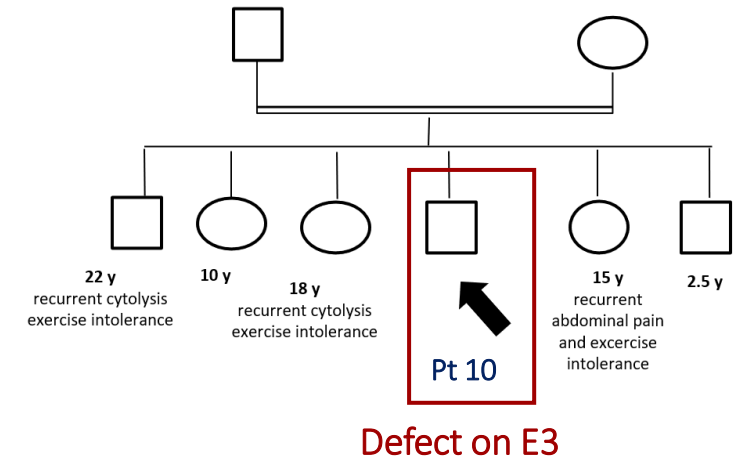 22 y
recurrent cytolysis
exercise intolerance
10 y
18 y
recurrent cytolysis
exercise intolerance
Pt 10
15 y
recurrent
abdominal pain
and excercise
intolerance
2.5 y
Defect on E3